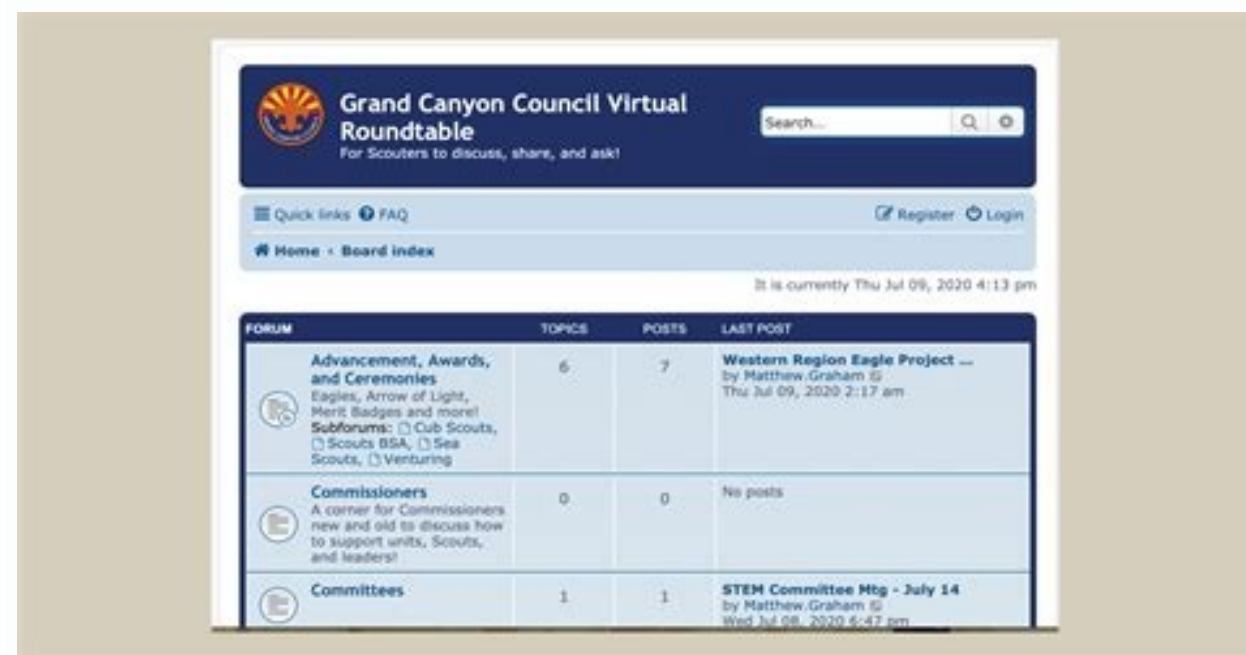 Grand Canyon Council Virtual
Roundtable
For Scouters to discuss, share, and ask!
Search...
Quick links FAQ
Register Login
Home ‹ Board index
It is currently Thu Jul 09, 2020 4:13 pm
FORUM TOPICS POSTS LAST POST
Advancement, Awards,
and Ceremonies
Eagles, Arrow of Light,
Merit Badges and more!
Subforums: Cub Scouts,
Scouts BSA, Sea
Scouts, Venturing
6
7
Western Region Eagle Project ...
by Matthew.Graham
Thu Jul 09, 2020 2:17 am
Commissioners
A corner for Commissioners
new and old to discuss how
to support units, Scouts,
and leaders!
0
0
No posts
Committees
1
1
STEM Committee Mtg - July 14
by Matthew.Graham
Wed Jul 08, 2020 6:47 pm